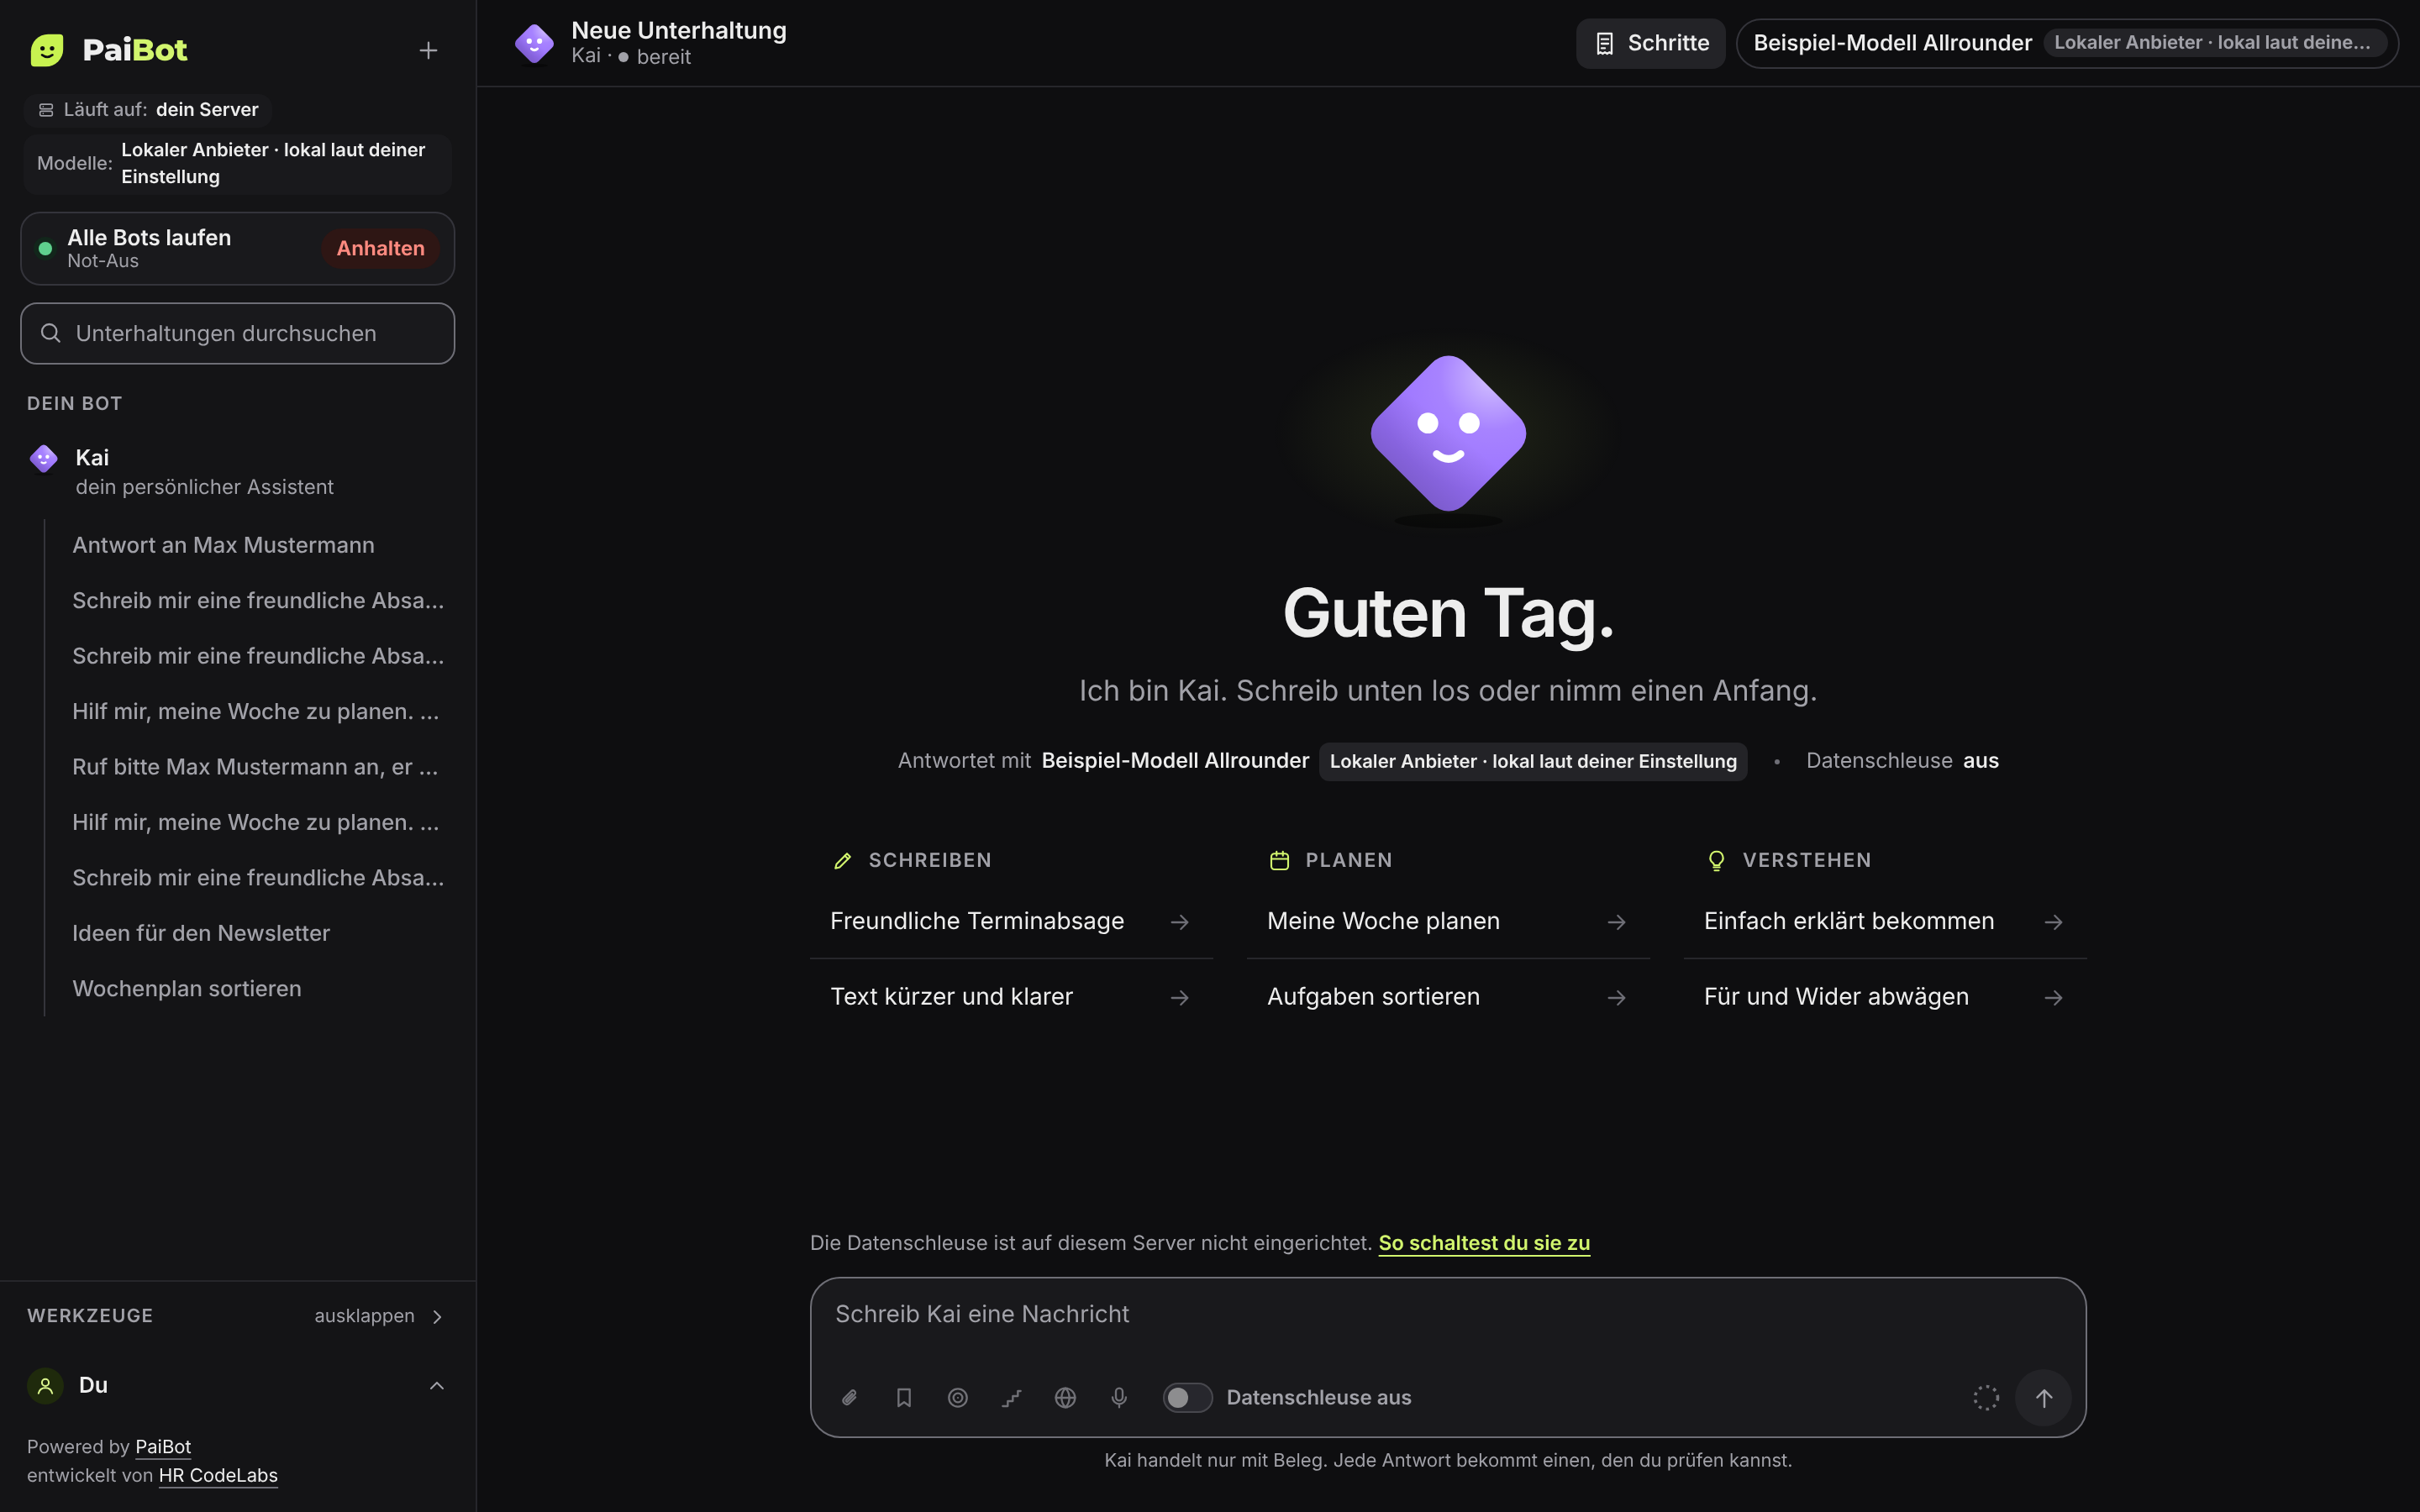 PaiBot
Läuft auf: dein Server
Modelle: Lokaler Anbieter · lokal laut deiner
Einstellung
Alle Bots laufen
Not-Aus
Anhalten
Unterhaltungen durchsuchen
DEIN BOT
Kai
dein persönlicher Assistent
Antwort an Max Mustermann
Schreib mir eine freundliche Absa...
Schreib mir eine freundliche Absa...
Hilf mir, meine Woche zu planen. ...
Ruf bitte Max Mustermann an, er ...
Hilf mir, meine Woche zu planen. ...
Schreib mir eine freundliche Absa...
Ideen für den Newsletter
Wochenplan sortieren
WERKZEUGE ausklappen
Du
Powered by PaiBot
entwickelt von HR CodeLabs
Neue Unterhaltung
Kai · bereit
Schritte
Beispiel-Modell Allrounder Lokaler Anbieter · lokal laut deine...
Guten Tag.
Ich bin Kai. Schreib unten los oder nimm einen Anfang.
Antwortet mit Beispiel-Modell Allrounder Lokaler Anbieter · lokal laut deiner Einstellung • Datenschleuse aus
SCHREIBEN
Freundliche Terminabsage
Text kürzer und klarer
PLANEN
Meine Woche planen
Aufgaben sortieren
VERSTEHEN
Einfach erklärt bekommen
Für und Wider abwägen
Die Datenschleuse ist auf diesem Server nicht eingerichtet. So schaltest du sie zu
Schreib Kai eine Nachricht
Datenschleuse aus
Kai handelt nur mit Beleg. Jede Antwort bekommt einen, den du prüfen kannst.